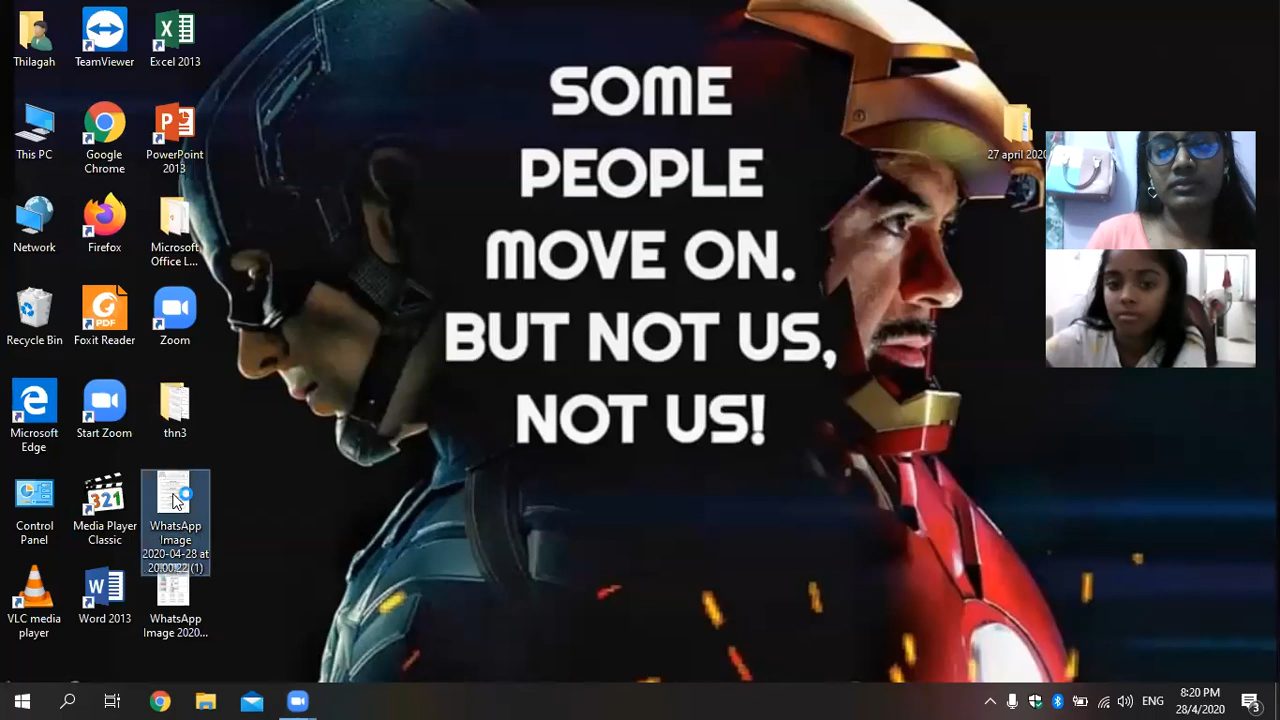 SOME
PEOPLE
MOVE ON.
BUT NOT US,
NOT US!
Thilagah
TeamViewer
Excel 2013
This PC
Google
Chrome
PowerPoint
2013
Network
Firefox
Microsoft
Office L...
Recycle Bin
Foxit Reader
Zoom
Microsoft
Edge
Start Zoom
thn3
Control
Panel
Media Player
Classic
WhatsApp
Image
2020-04-28 at
20.00.22 (1)
VLC media
player
Word 2013
WhatsApp
Image 2020...
27 april 2020
PDF
321
ENG
8:20 PM
28/4/2020
3